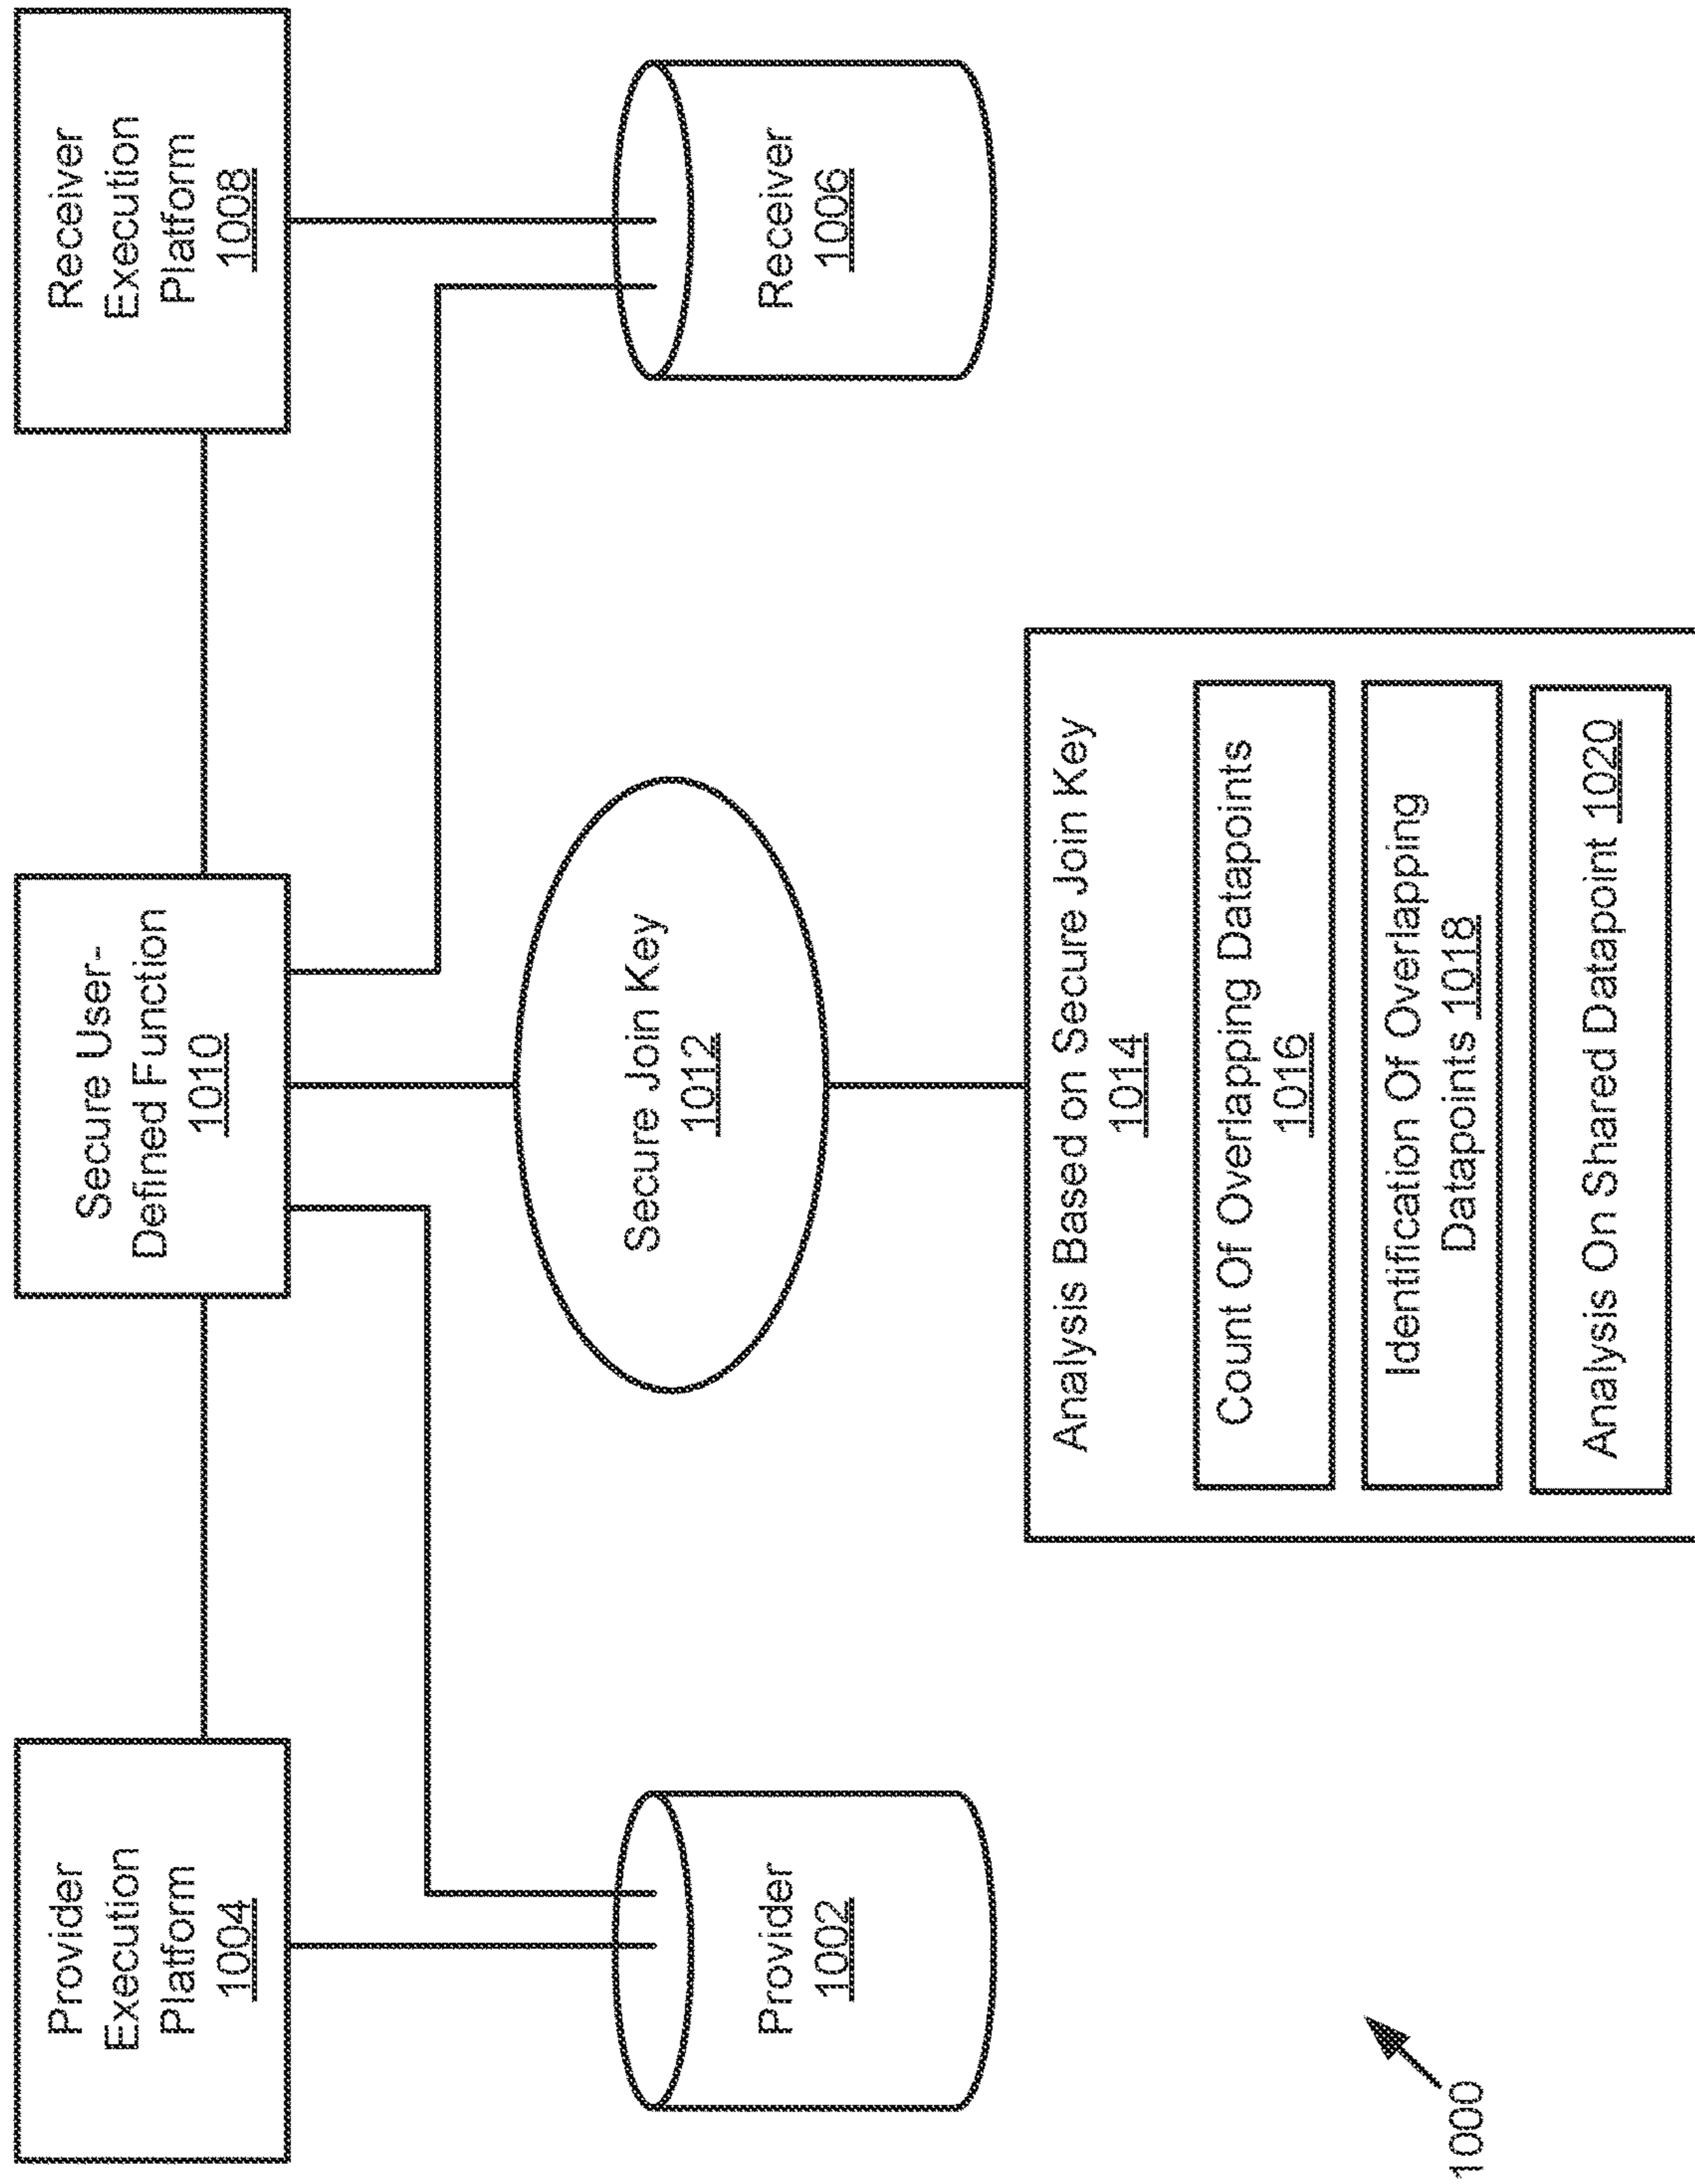 Provider
Execution
Platform
1004
Secure User-
Defined Function
1010
Receiver
Execution
Platform
1008
Provider
1002
Secure Join Key
1012
Receiver
1006
Analysis Based on Secure Join Key
1014
Count Of Overlapping Datapoints
1016
Identification Of Overlapping
Datapoints 1018
Analysis On Shared Datapoint 1020
1000